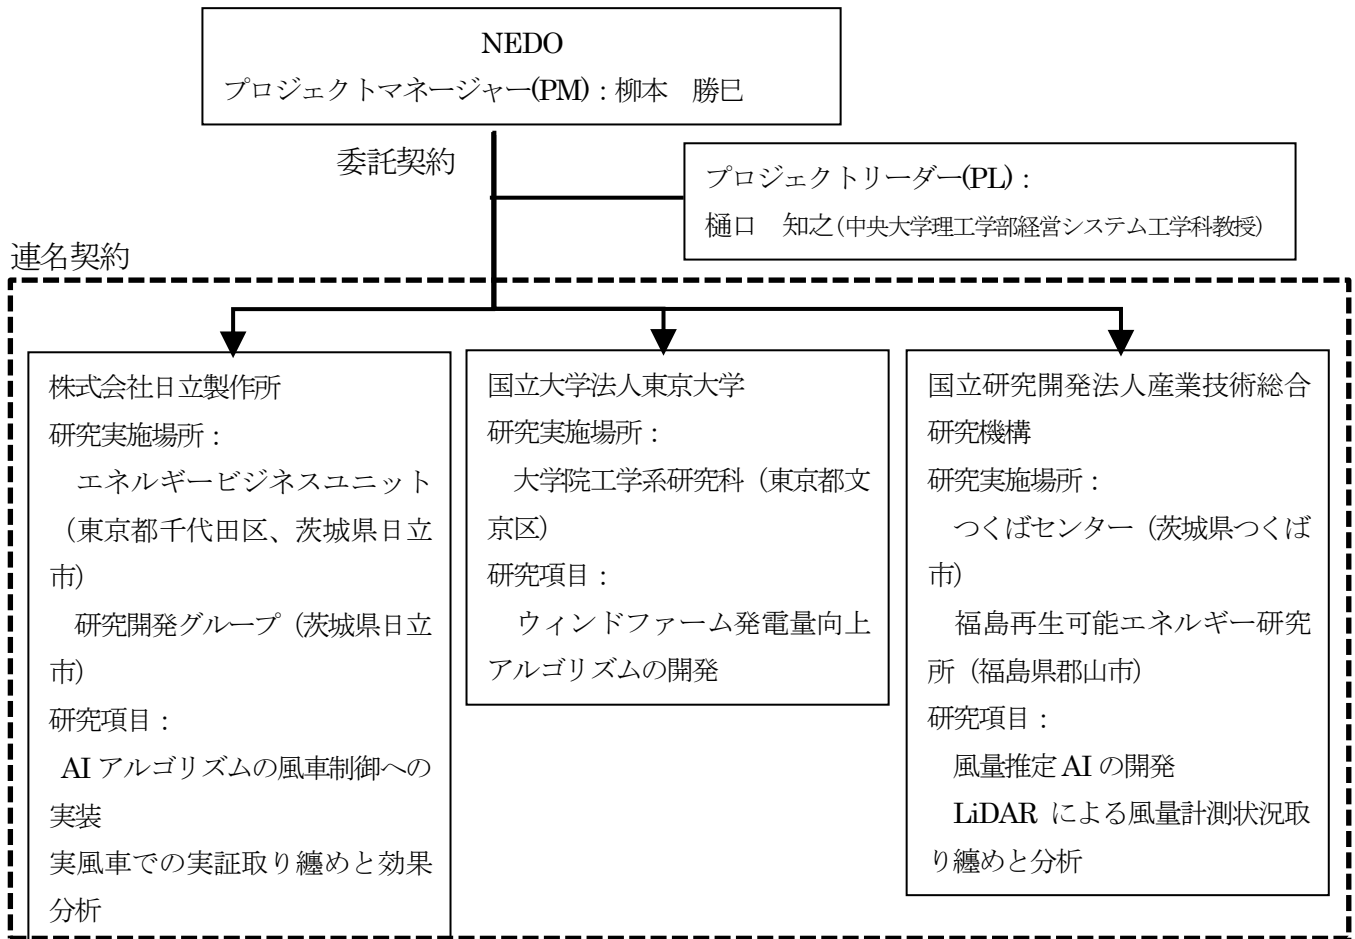 NEDO
プロジェクトマネージャー(PM)：柳本　勝巳
委託契約
プロジェクトリーダー(PL)：
樋口　知之(中央大学理工学部経営システム工学科教授)
連名契約
株式会社日立製作所
研究実施場所：
エネルギービジネスユニット
（東京都千代田区、茨城県日立
市）
研究開発グループ（茨城県日立
市）
研究項目：
AI アルゴリズムの風車制御への
実装
実風車での実証取り纏めと効果
分析
国立大学法人東京大学
研究実施場所：
大学院工学系研究科（東京都文
京区）
研究項目：
ウィンドファーム発電量向上
アルゴリズムの開発
国立研究開発法人産業技術総合
研究機構
研究実施場所：
つくばセンター（茨城県つくば
市）
福島再生可能エネルギー研究
所（福島県郡山市）
研究項目：
風量推定 AI の開発
LiDAR による風量計測状況取
り纏めと分析